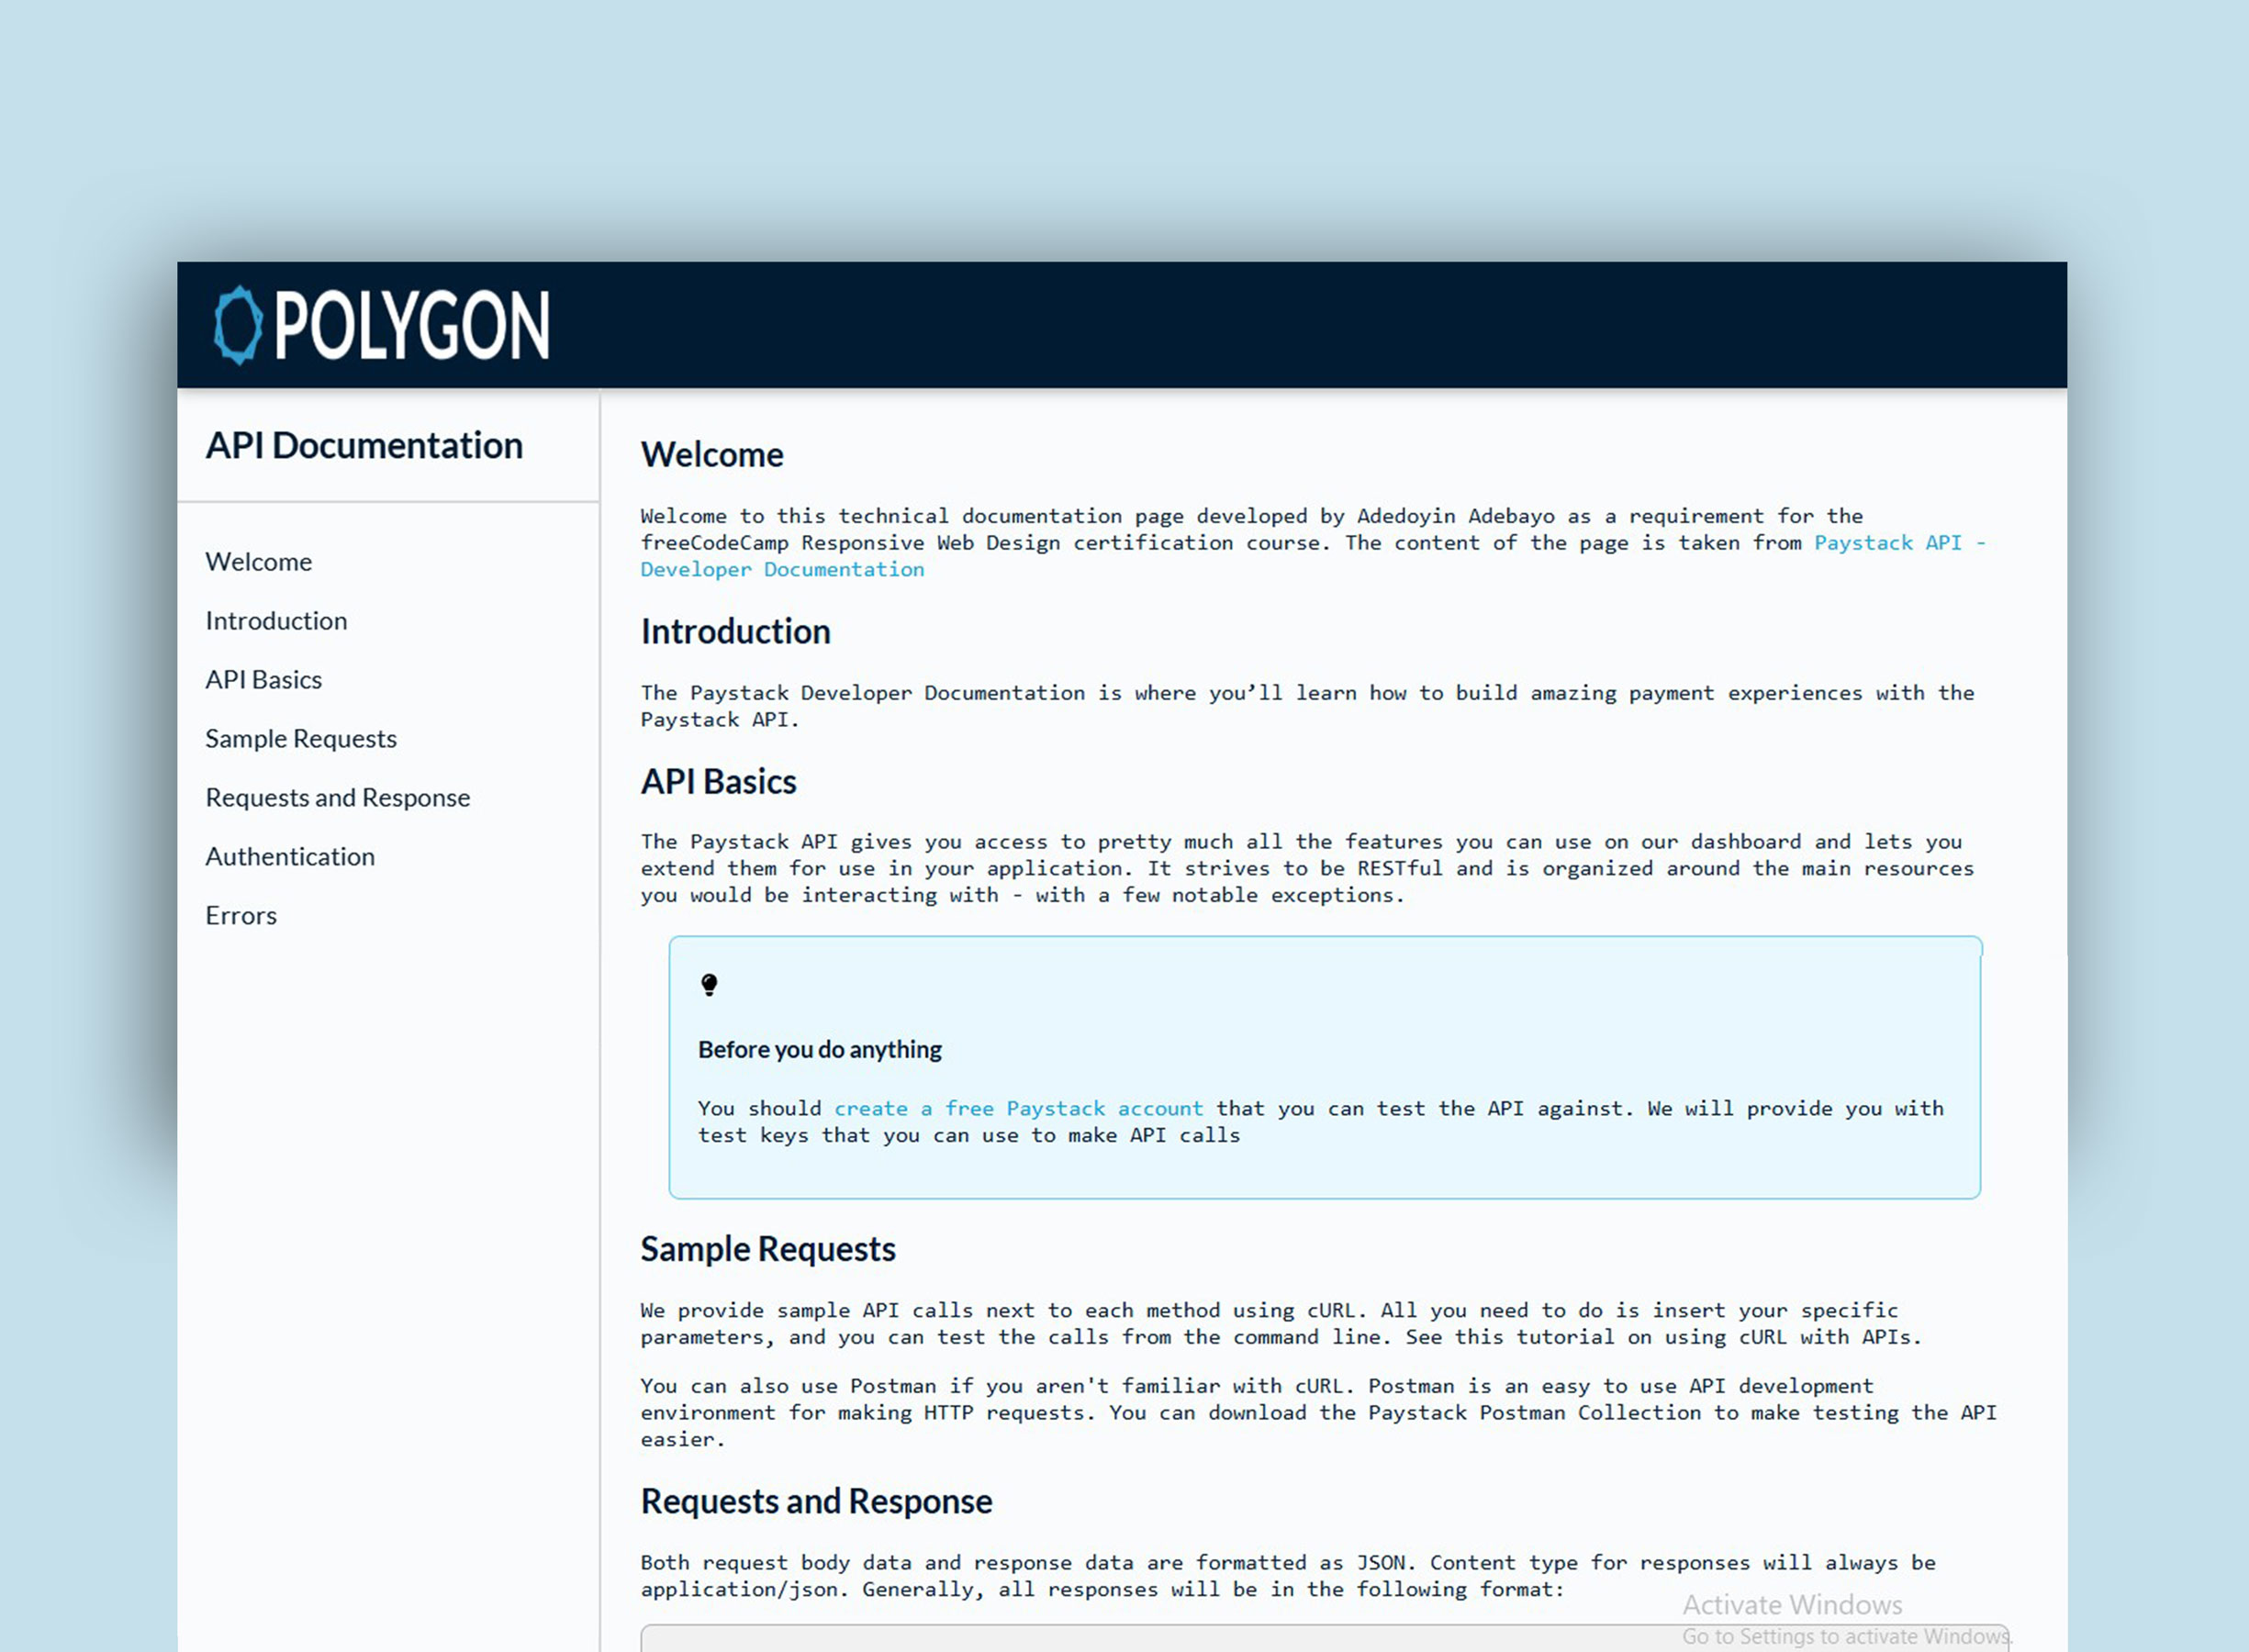 POLYGON
API Documentation
Welcome
Introduction
API Basics
Sample Requests
Requests and Response
Authentication
Errors
Welcome
Welcome to this technical documentation page developed by Adedoyin Adebayo as a requirement for the
freeCodeCamp Responsive Web Design certification course. The content of the page is taken from Paystack API -
Developer Documentation
Introduction
The Paystack Developer Documentation is where you’ll learn how to build amazing payment experiences with the
Paystack API.
API Basics
The Paystack API gives you access to pretty much all the features you can use on our dashboard and lets you
extend them for use in your application. It strives to be RESTful and is organized around the main resources
you would be interacting with - with a few notable exceptions.
Before you do anything
You should create a free Paystack account that you can test the API against. We will provide you with
test keys that you can use to make API calls
Sample Requests
We provide sample API calls next to each method using cURL. All you need to do is insert your specific
parameters, and you can test the calls from the command line. See this tutorial on using cURL with APIs.
You can also use Postman if you aren't familiar with cURL. Postman is an easy to use API development
environment for making HTTP requests. You can download the Paystack Postman Collection to make testing the API
easier.
Requests and Response
Both request body data and response data are formatted as JSON. Content type for responses will always be
application/json. Generally, all responses will be in the following format:
Activate Windows
Go to Settings to activate Windows.